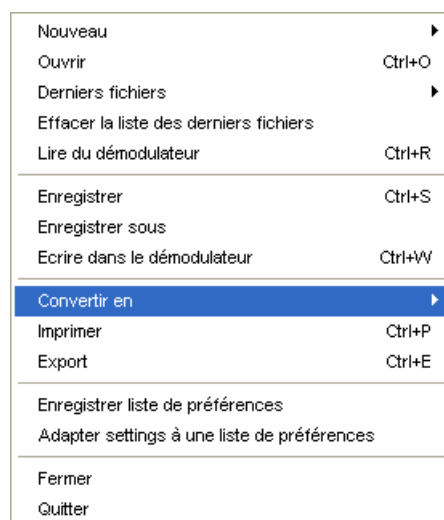 Nouveau
Ouvrir Ctrl+O
Derniers fichiers
Effacer la liste des derniers fichiers
Lire du démodulateur Ctrl+R
Enregistrer Ctrl+S
Enregistrer sous
Ecrire dans le démodulateur Ctrl+W
Convertir en
Imprimer Ctrl+P
Export Ctrl+E
Enregistrer liste de préférences
Adapter settings à une liste de préférences
Fermer
Quitter